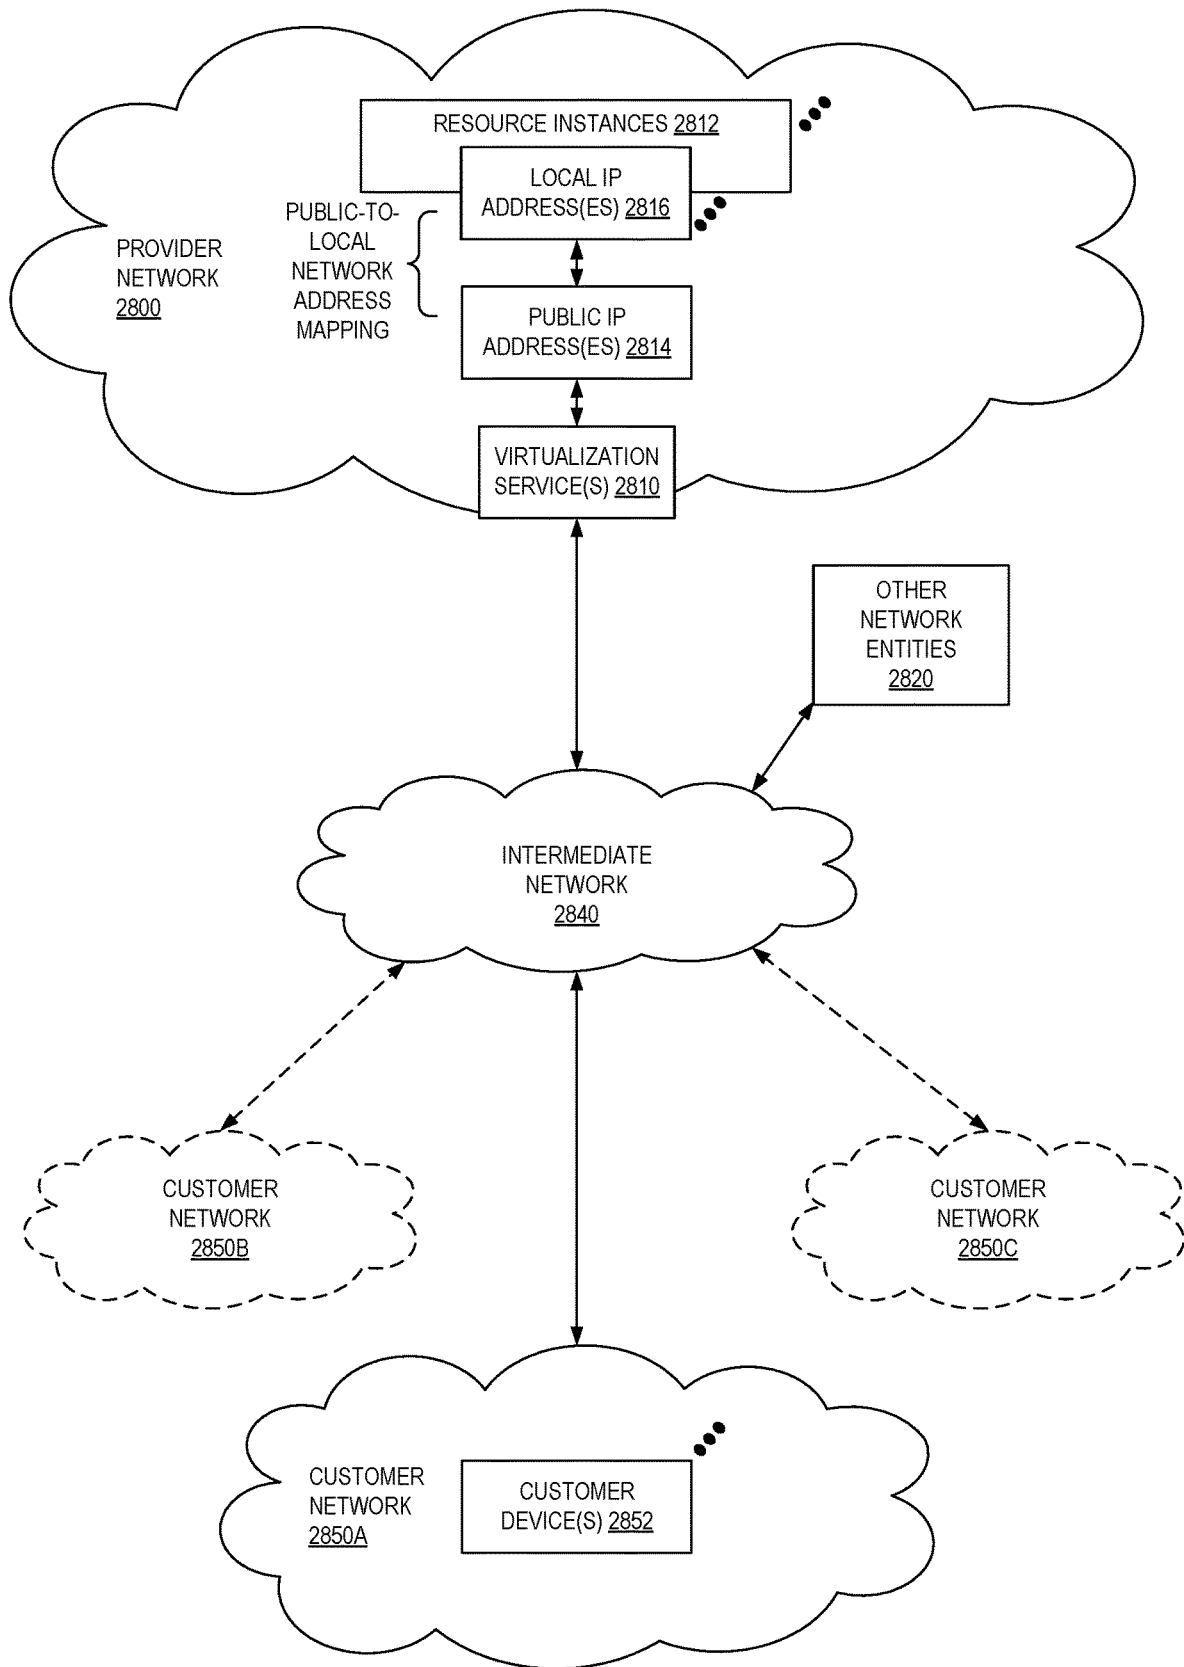 RESOURCE INSTANCES 2812
LOCAL IP
ADDRESS(ES) 2816
PUBLIC-TO-
LOCAL
NETWORK
ADDRESS
MAPPING
PROVIDER
NETWORK
2800
PUBLIC IP
ADDRESS(ES) 2814
VIRTUALIZATION
SERVICE(S) 2810
OTHER
NETWORK
ENTITIES
2820
INTERMEDIATE
NETWORK
2840
CUSTOMER
NETWORK
2850B
CUSTOMER
NETWORK
2850C
CUSTOMER
NETWORK
2850A
CUSTOMER
DEVICE(S) 2852